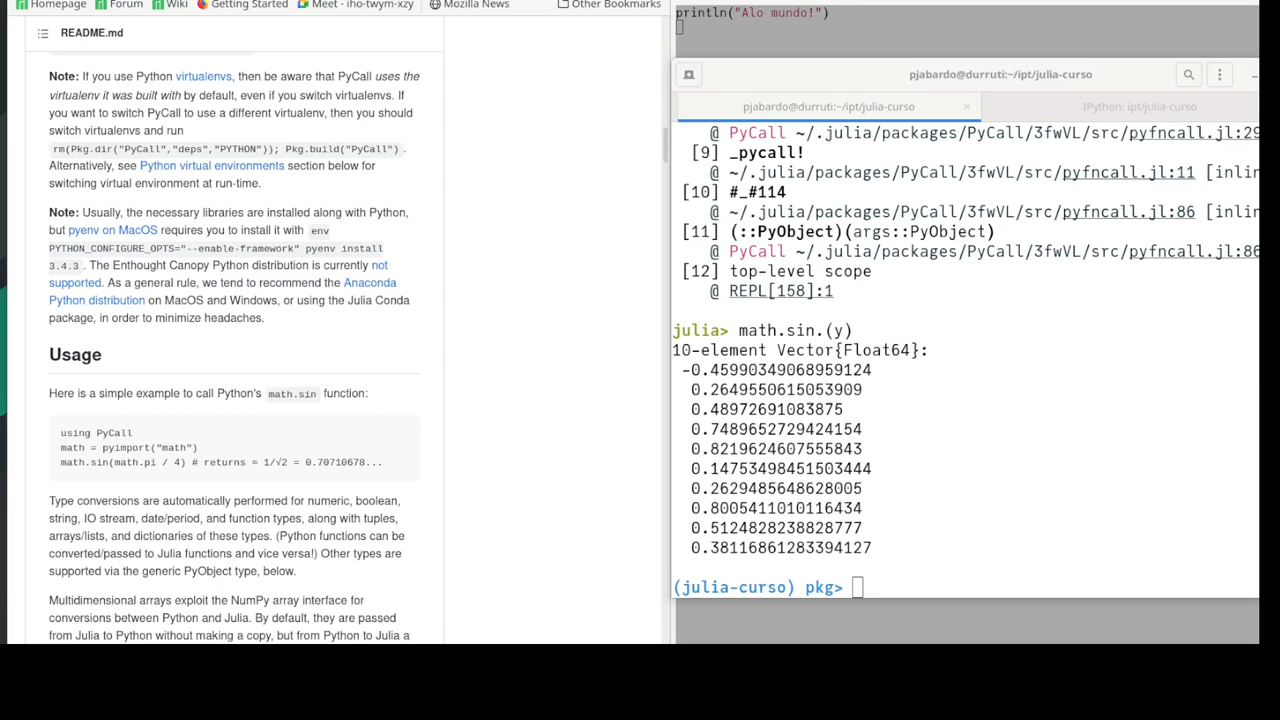 Homepage Forum Wiki Getting Started Meet - iho-twym-xzy Mozilla News Other Bookmarks
README.md
Note: If you use Python virtualenvs, then be aware that PyCall uses the
virtualenv it was built with by default, even if you switch virtualenvs. If
you want to switch PyCall to use a different virtualenv, then you should
switch virtualenvs and run
rm(Pkg.dir("PyCall","deps","PYTHON")); Pkg.build("PyCall") .
Alternatively, see Python virtual environments section below for
switching virtual environment at run-time.
Note: Usually, the necessary libraries are installed along with Python,
but pyenv on MacOS requires you to install it with env
PYTHON_CONFIGURE_OPTS="--enable-framework" pyenv install
3.4.3 . The Enthought Canopy Python distribution is currently not
supported. As a general rule, we tend to recommend the Anaconda
Python distribution on MacOS and Windows, or using the Julia Conda
package, in order to minimize headaches.
Usage
Here is a simple example to call Python's math.sin function:
using PyCall
math = pyimport("math")
math.sin(math.pi / 4) # returns ≈ 1/√2 = 0.70710678...
Type conversions are automatically performed for numeric, boolean,
string, IO stream, date/period, and function types, along with tuples,
arrays/lists, and dictionaries of these types. (Python functions can be
converted/passed to Julia functions and vice versa!) Other types are
supported via the generic PyObject type, below.
Multidimensional arrays exploit the NumPy array interface for
conversions between Python and Julia. By default, they are passed
from Julia to Python without making a copy, but from Python to Julia a
println("Alo mundo!")
pjabardo@durruti:~/ipt/julia-curso
pjabardo@durruti:~/ipt/julia-curso × IPython: ipt/julia-curso
@ PyCall ~/.julia/packages/PyCall/3fwVL/src/pyfncall.jl:29
[9] _pycall!
@ ~/.julia/packages/PyCall/3fwVL/src/pyfncall.jl:11 [inlin
[10] #_#114
@ ~/.julia/packages/PyCall/3fwVL/src/pyfncall.jl:86 [inlin
[11] (::PyObject)(args::PyObject)
@ PyCall ~/.julia/packages/PyCall/3fwVL/src/pyfncall.jl:86
[12] top-level scope
@ REPL[158]:1
julia> math.sin.(y)
10-element Vector{Float64}:
-0.45990349068959124
0.2649550615053909
0.48972691083875
0.7489652729424154
0.8219624607555843
0.14753498451503444
0.2629485648628005
0.8005411010116434
0.5124828238828777
0.38116861283394127
(julia-curso) pkg>